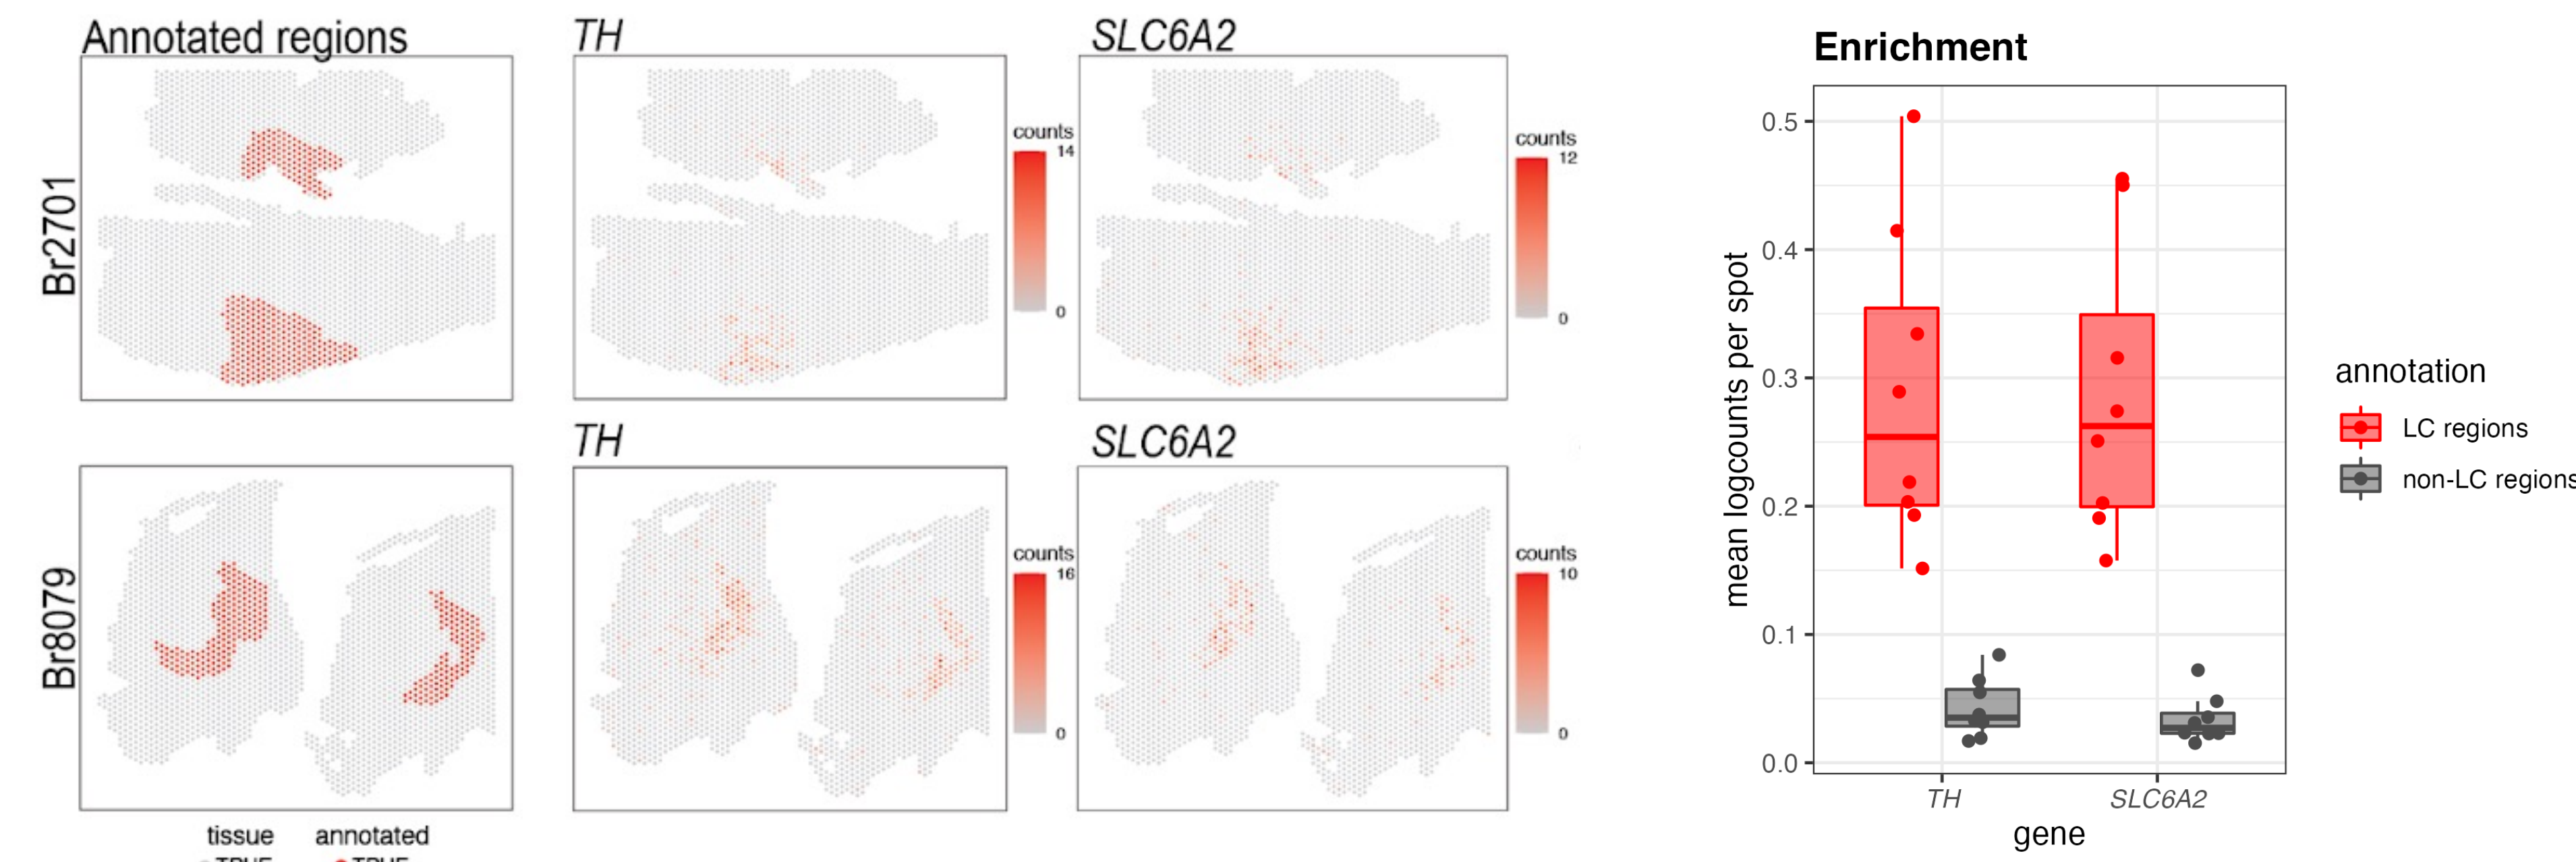 Annotated regions
TH
SLC6A2
Br2701
counts
14
0
counts
12
0
TH
SLC6A2
Br8079
counts
16
0
counts
10
0
tissue
annotated
Enrichment
mean logcounts per spot
0.5
0.4
0.3
0.2
0.1
0.0
TH
SLC6A2
gene
annotation
LC regions
non-LC regions